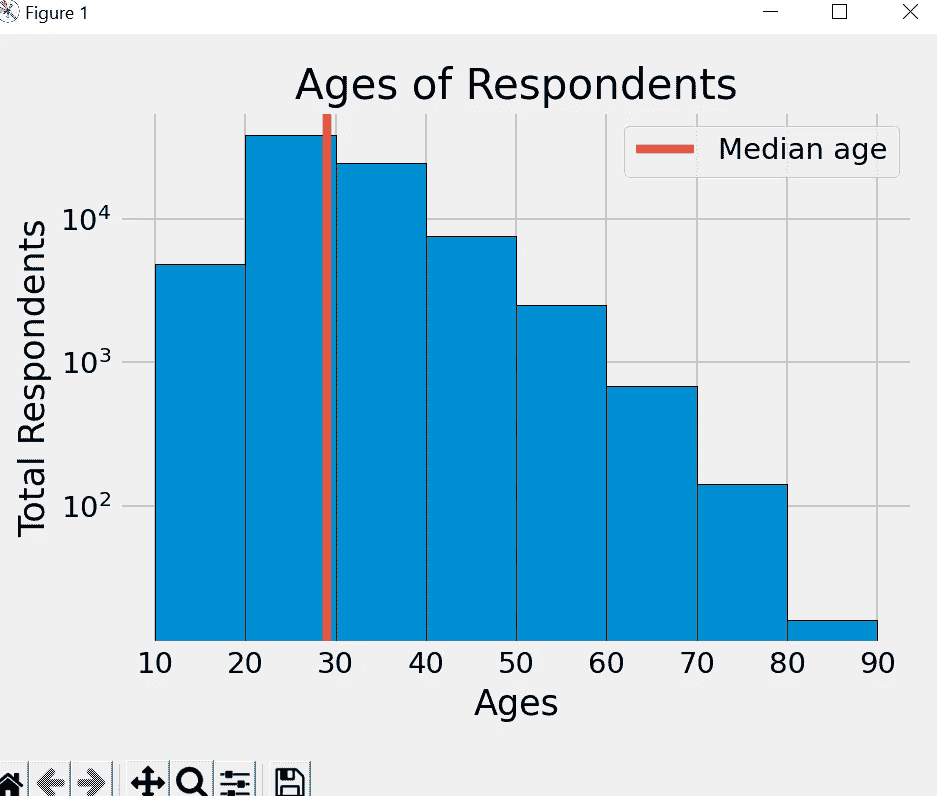 Figure 1
Ages of Respondents
Median age
Total Respondents
10⁴
10³
10²
10 20 30 40 50 60 70 80 90
Ages